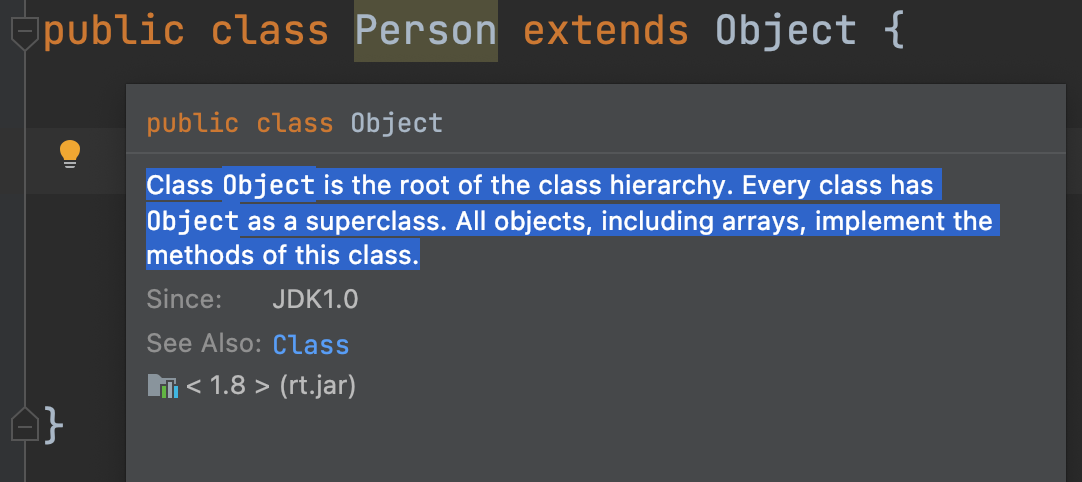 public class Person extends Object {
public class Object
Class Object is the root of the class hierarchy. Every class has
Object as a superclass. All objects, including arrays, implement the
methods of this class.
Since: JDK1.0
See Also: Class
< 1.8 > (rt.jar)
}